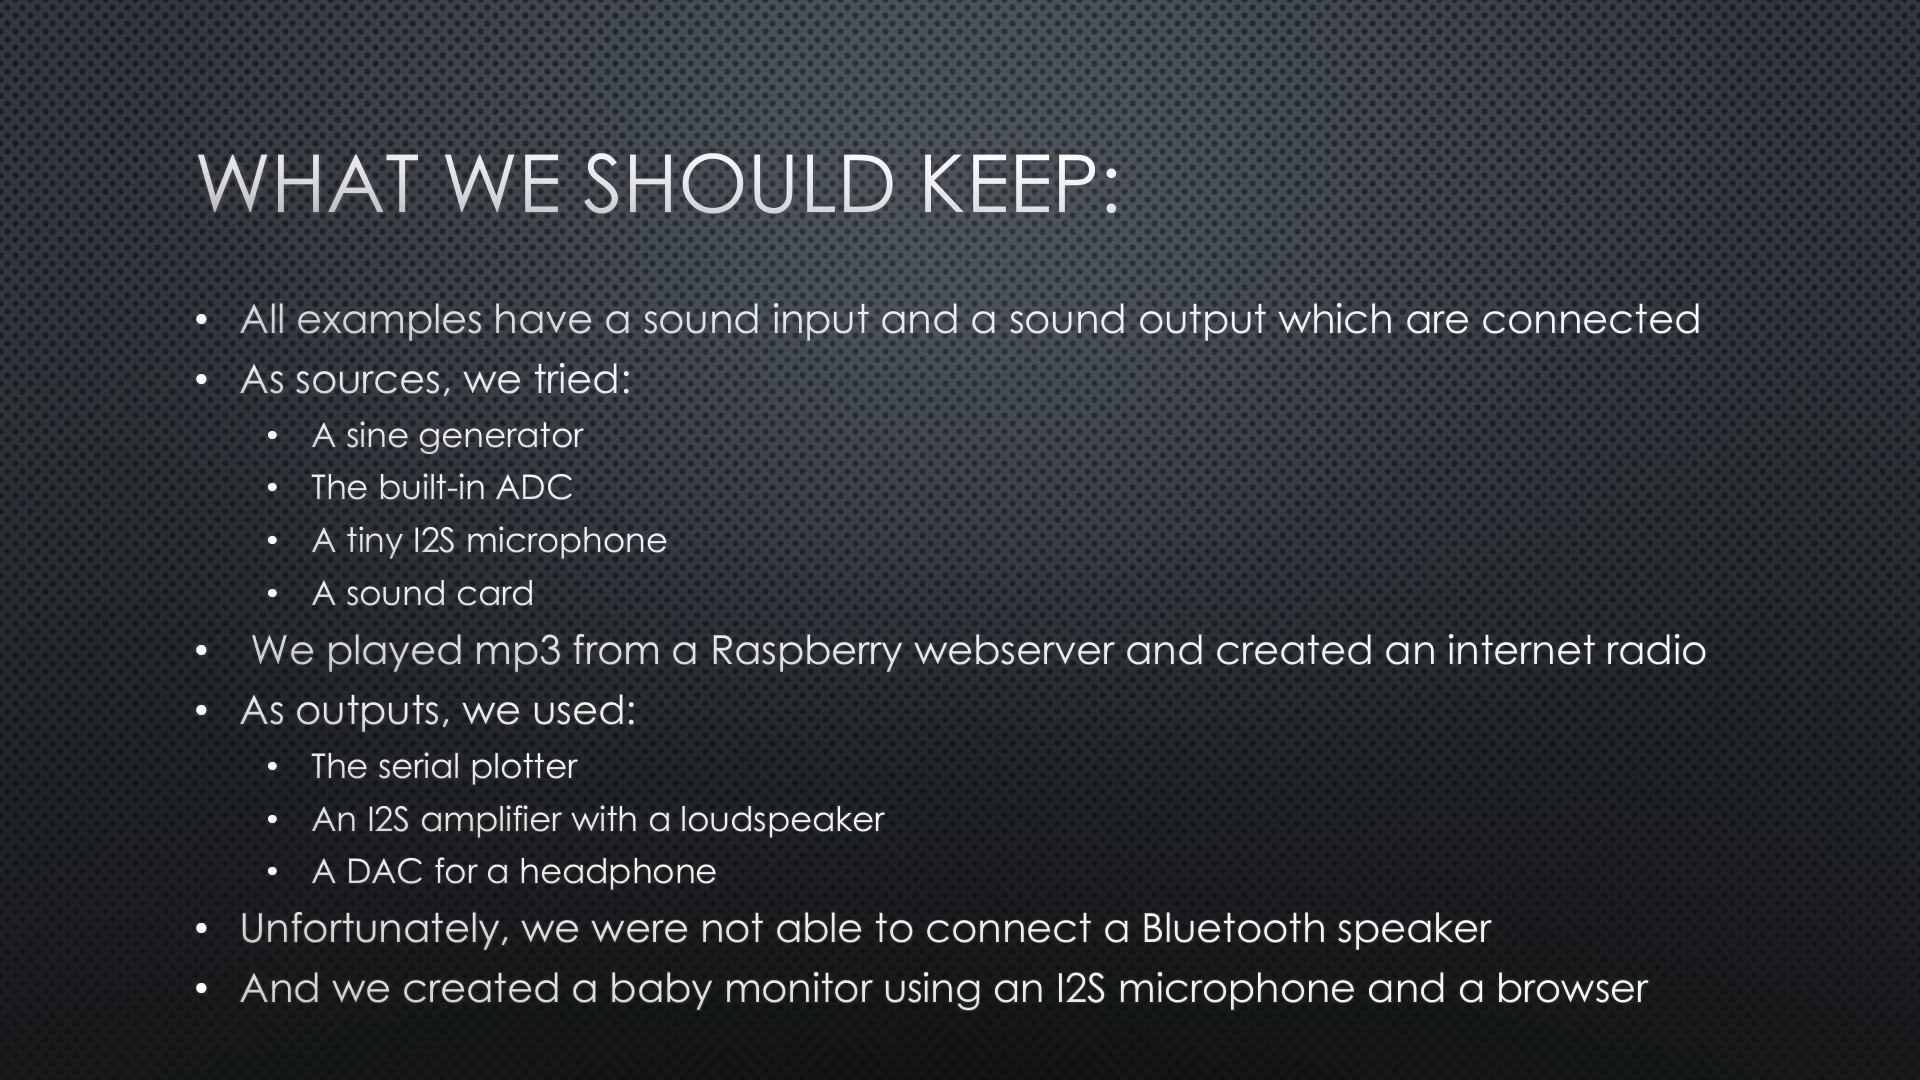 WHAT WE SHOULD KEEP:
• All examples have a sound input and a sound output which are connected
• As sources, we tried:
• A sine generator
• The built-in ADC
• A tiny I2S microphone
• A sound card
• We played mp3 from a Raspberry webserver and created an internet radio
• As outputs, we used:
• The serial plotter
• An I2S amplifier with a loudspeaker
• A DAC for a headphone
• Unfortunately, we were not able to connect a Bluetooth speaker
• And we created a baby monitor using an I2S microphone and a browser